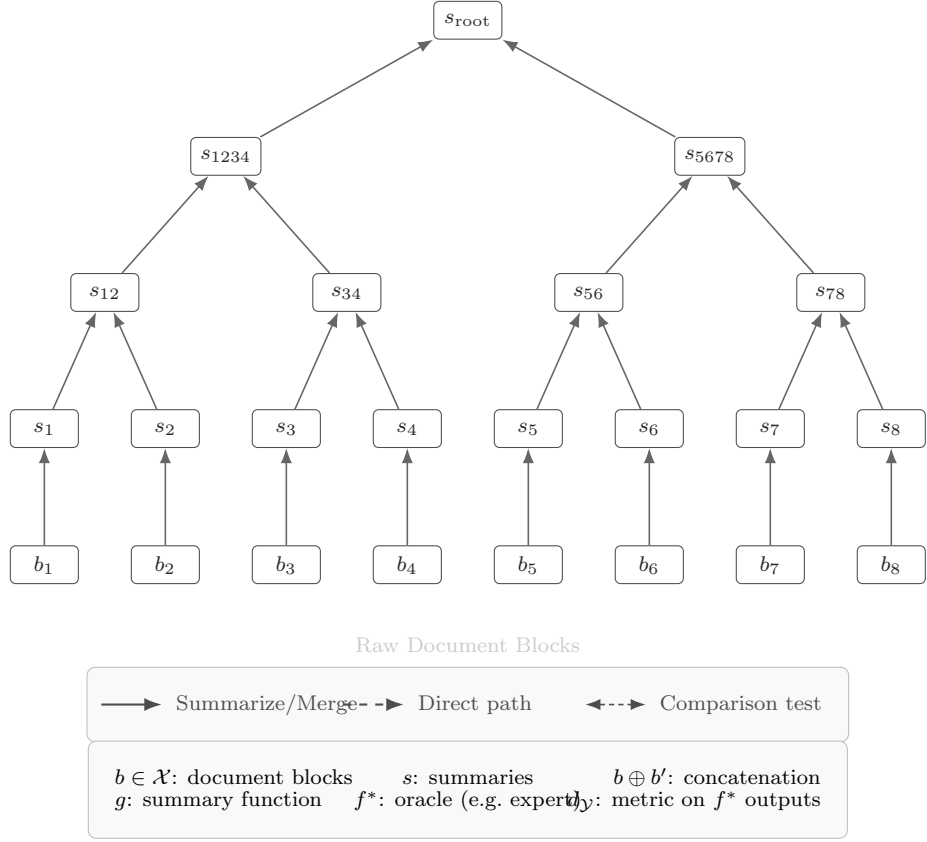 s_root
s_1234 s_5678
s_12 s_34 s_56 s_78
s_1 s_2 s_3 s_4 s_5 s_6 s_7 s_8
b_1 b_2 b_3 b_4 b_5 b_6 b_7 b_8
Raw Document Blocks
Summarize/Merge Direct path Comparison test
b ∈ 𝒳: document blocks s: summaries b ⊕ b′: concatenation
g: summary function f*: oracle (e.g. expert) d_𝒴: metric on f* outputs